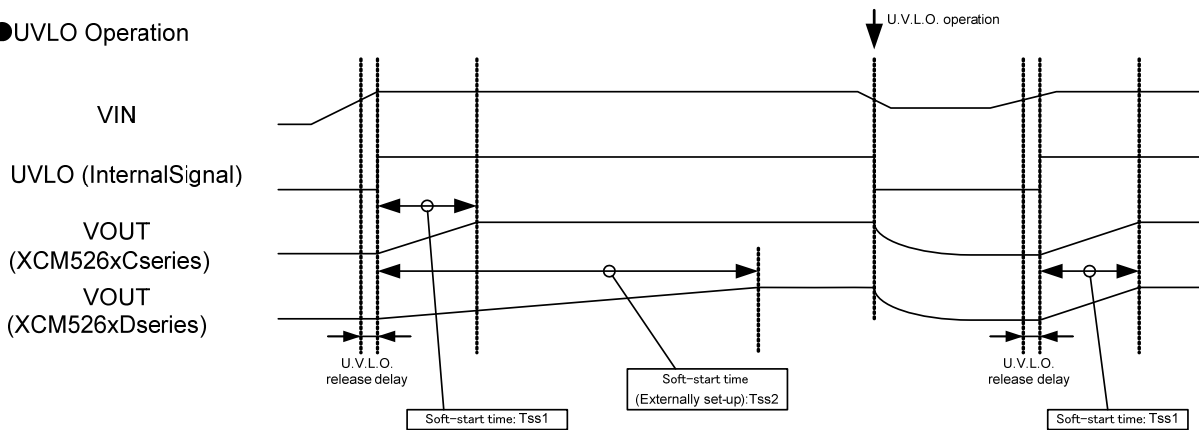 ●UVLO Operation
U.V.L.O. operation
VIN
UVLO (InternalSignal)
VOUT
(XCM526xCseries)
VOUT
(XCM526xDseries)
U.V.L.O.
release delay
U.V.L.O.
release delay
Soft-start time
(Externally set-up):Tss2
Soft-start time: Tss1
Soft-start time: Tss1